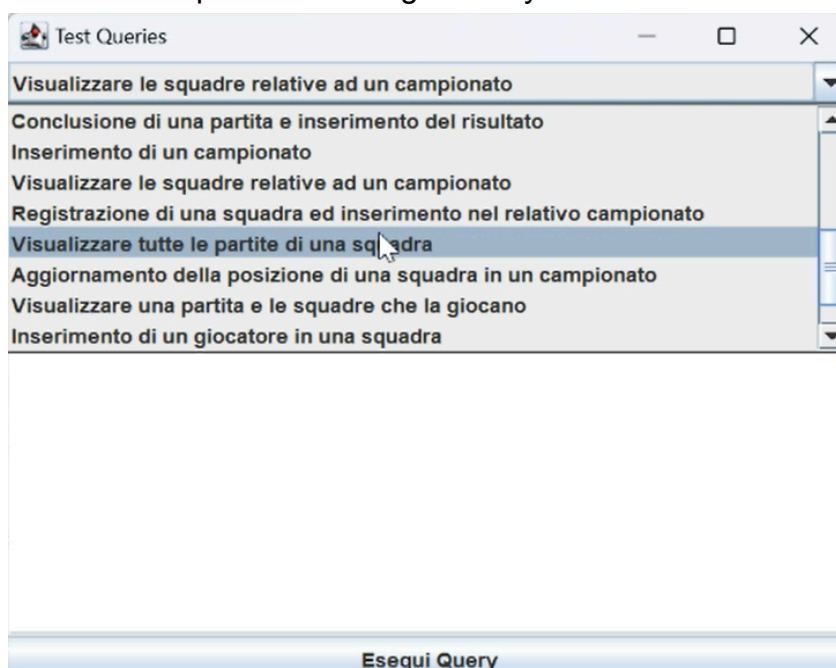 Test Queries
Visualizzare le squadre relative ad un campionato
Conclusione di una partita e inserimento del risultato
Inserimento di un campionato
Visualizzare le squadre relative ad un campionato
Registrazione di una squadra ed inserimento nel relativo campionato
Visualizzare tutte le partite di una squadra
Aggiornamento della posizione di una squadra in un campionato
Visualizzare una partita e le squadre che la giocano
Inserimento di un giocatore in una squadra
Esegui Query